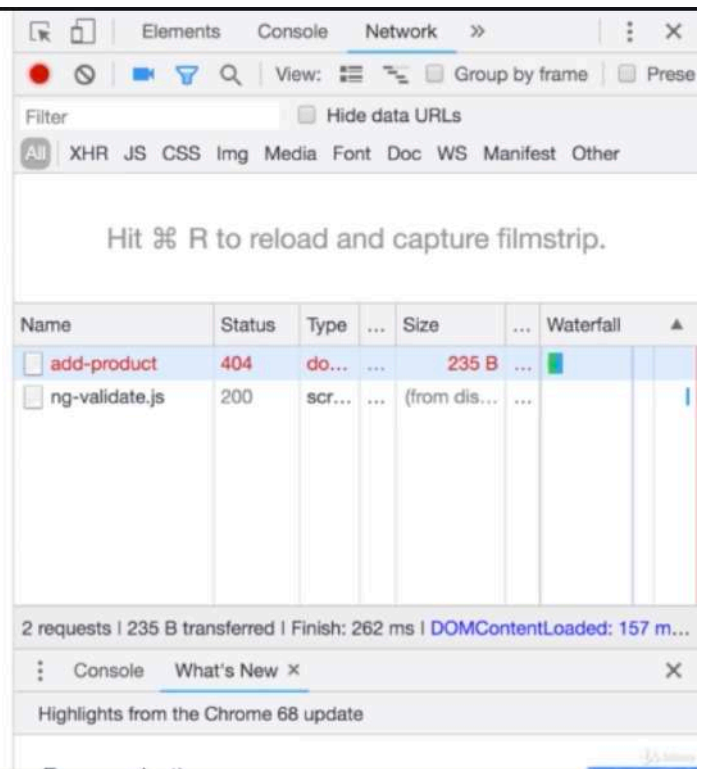 Elements Console Network »
View: Group by frame Prese
Filter Hide data URLs
All XHR JS CSS Img Media Font Doc WS Manifest Other
Hit ⌘ R to reload and capture filmstrip.
Name Status Type ... Size ... Waterfall ▲
add-product 404 do... ... 235 B ...
ng-validate.js 200 scr... ... (from dis... ...
2 requests | 235 B transferred | Finish: 262 ms | DOMContentLoaded: 157 m...
Console What's New ×
Highlights from the Chrome 68 update